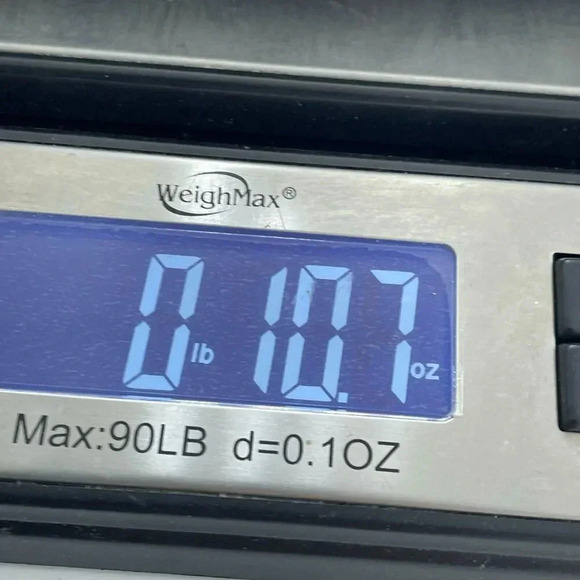 WeighMax®
0 lb 10.7 oz
Max:90LB d=0.1OZ